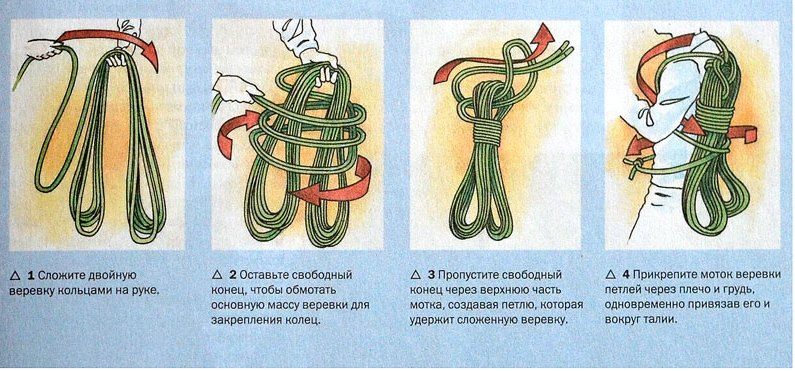 △ 1 Сложите двойную
веревку кольцами на руке.
△ 2 Оставьте свободный
конец, чтобы обмотать
основную массу веревки для
закрепления колец.
△ 3 Пропустите свободный
конец через верхнюю часть
мотка, создавая петлю, которая
удержит сложенную веревку.
△ 4 Прикрепите моток веревки
петлей через плечо и грудь,
одновременно привязав его и
вокруг талии.